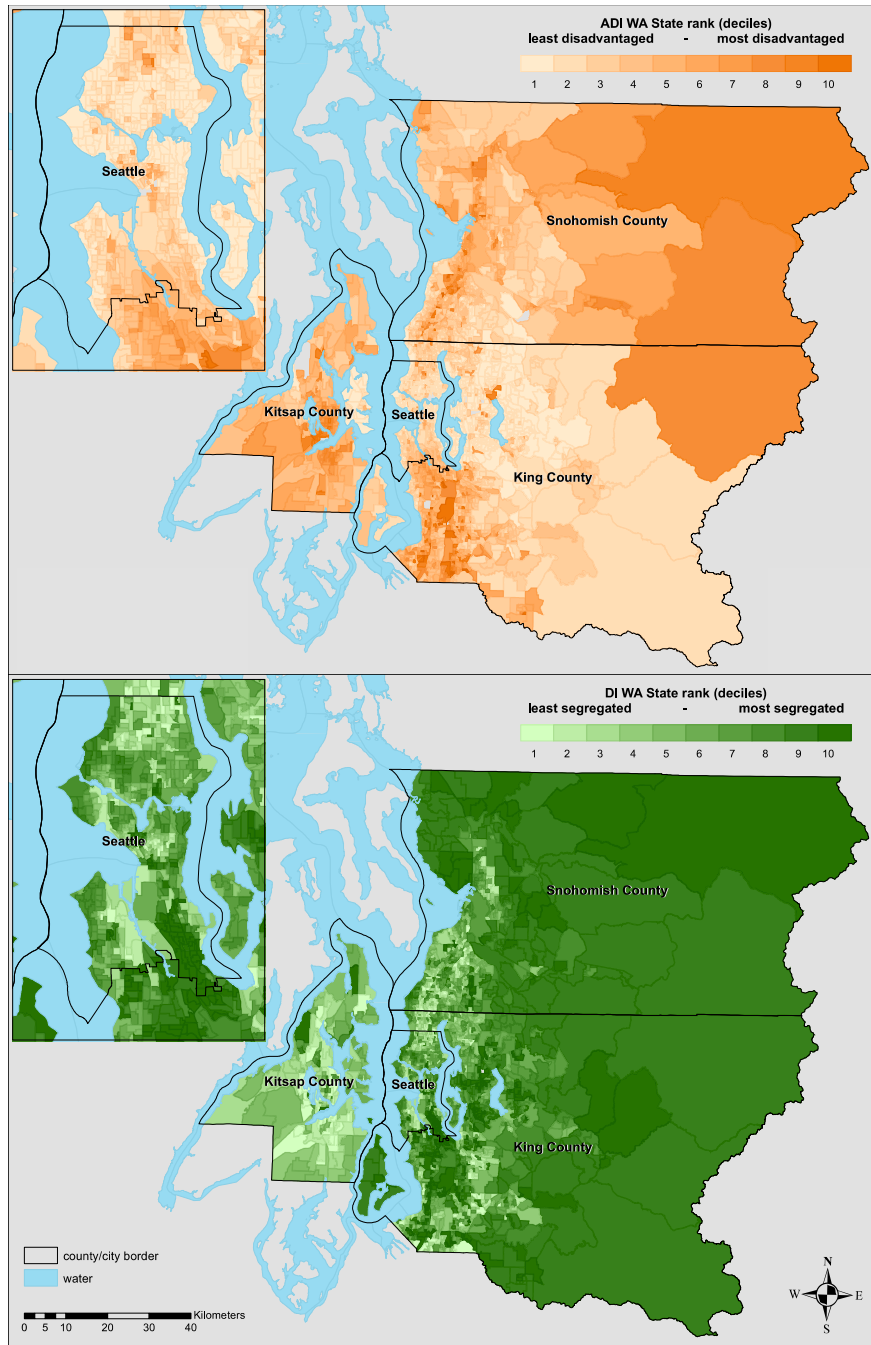 ADI WA State rank (deciles)
least disadvantaged - most disadvantaged
1 2 3 4 5 6 7 8 9 10
Seattle
Snohomish County
Kitsap County
Seattle
King County
DI WA State rank (deciles)
least segregated - most segregated
1 2 3 4 5 6 7 8 9 10
Seattle
Snohomish County
Kitsap County
Seattle
King County
county/city border
water
Kilometers
0 5 10 20 30 40
N
W E
S